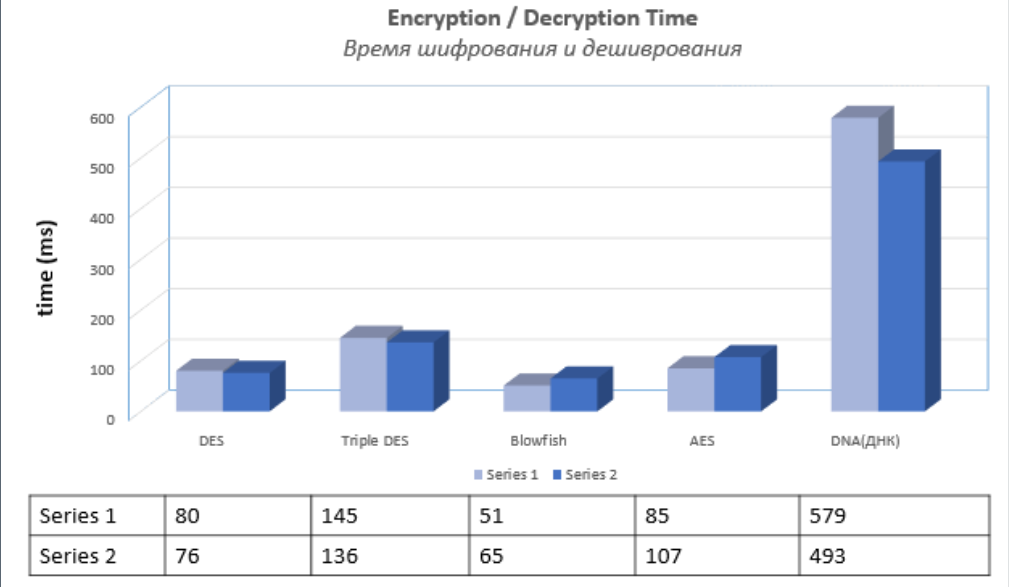 Encryption / Decryption Time
Время шифрования и дешиврования
time (ms)
600
500
400
300
200
100
0
DES Triple DES Blowfish AES DNA(ДНК)
Series 1 Series 2
Series 1 80 145 51 85 579
Series 2 76 136 65 107 493